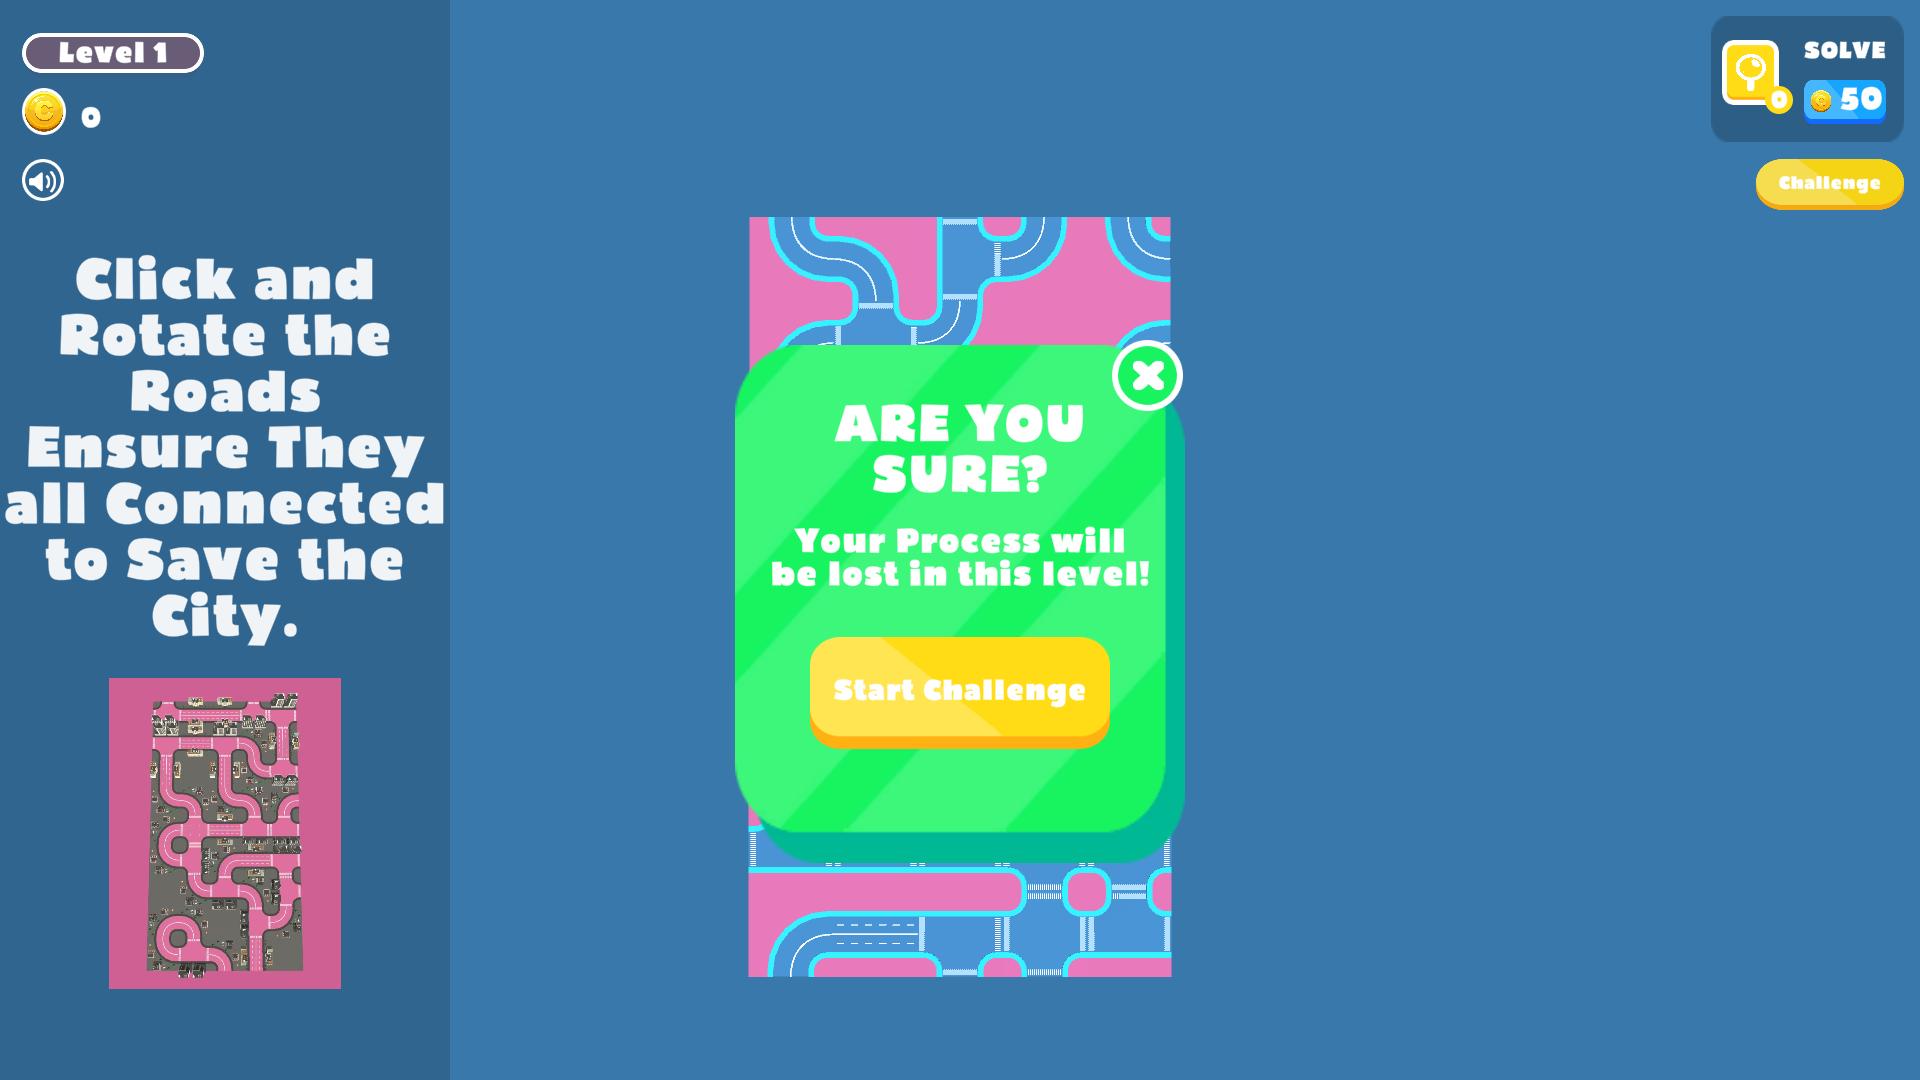 Level 1
0
Click and
Rotate the
Roads
Ensure They
all Connected
to Save the
City.
ARE YOU
SURE?
Your Process will
be lost in this level!
Start Challenge
SOLVE
0
50
Challenge